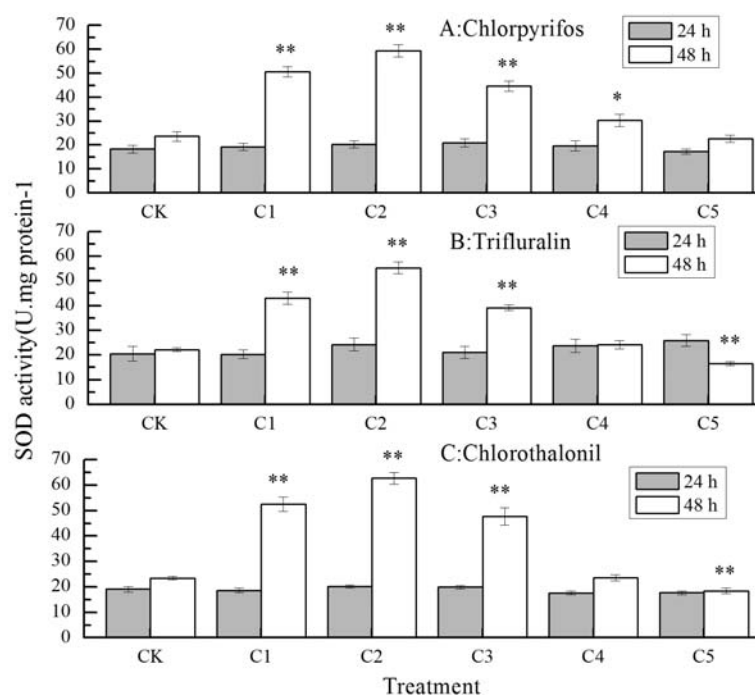 70
60
50
40
30
20
10
0
A:Chlorpyrifos
24 h
48 h
**
**
**
*
CK C1 C2 C3 C4 C5
70
60
50
40
30
20
10
0
B:Trifluralin
24 h
48 h
**
**
**
**
CK C1 C2 C3 C4 C5
SOD activity(U.mg protein-1
70
60
50
40
30
20
10
0
C:Chlorothalonil
24 h
48 h
**
**
**
**
CK C1 C2 C3 C4 C5
Treatment